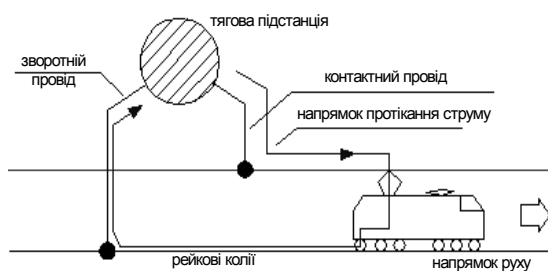 тягова підстанція
зворотній
провід
контактний провід
напрямок протікання струму
рейкові колії
напрямок руху